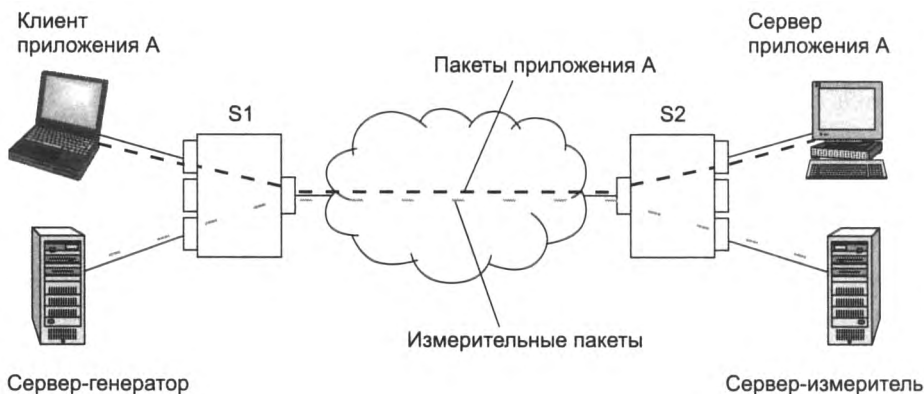 Клиент
приложения А
Сервер
приложения А
Пакеты приложения А
S1
S2
Измерительные пакеты
Сервер-генератор
Сервер-измеритель